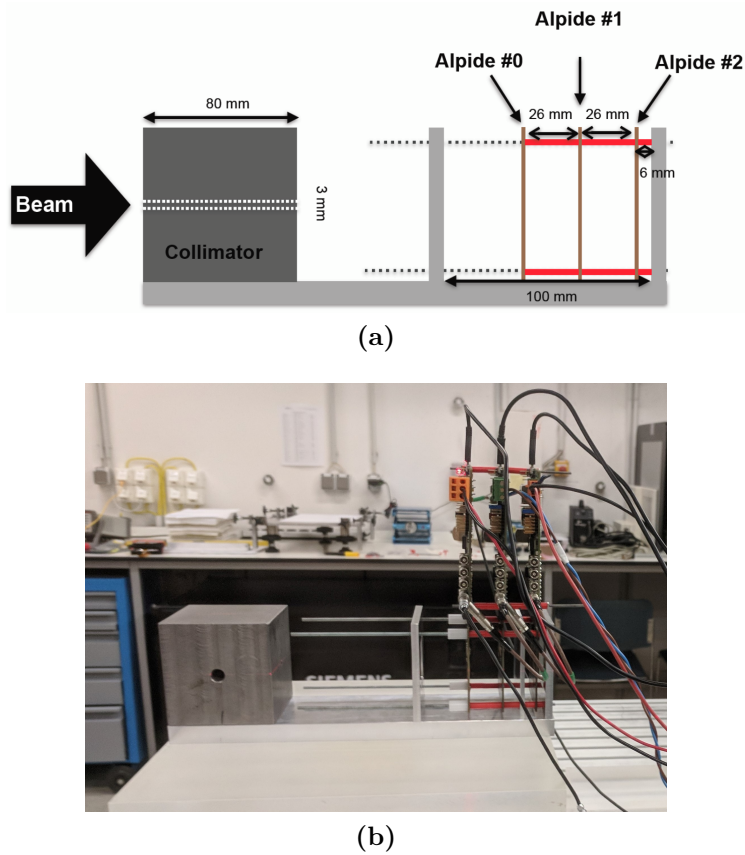 Alpide #1
Alpide #0
Alpide #2
80 mm
26 mm
26 mm
6 mm
Beam
3 mm
Collimator
100 mm
(a)
SIEMENS
(b)